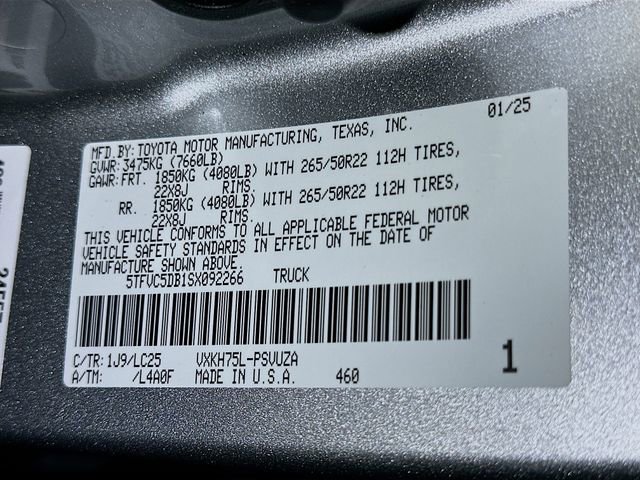 01/25
MFD.BY:TOYOTA MOTOR MANUFACTURING, TEXAS, INC.
GVWR:3475KG (7660LB)
GAWR:FRT. 1850KG (4080LB) WITH 265/50R22 112H TIRES,
22X8J RIMS,
RR. 1850KG (4080LB) WITH 265/50R22 112H TIRES,
22X8J RIMS.
THIS VEHICLE CONFORMS TO ALL APPLICABLE FEDERAL MOTOR
VEHICLE SAFETY STANDARDS IN EFFECT ON THE DATE OF
MANUFACTURE SHOWN ABOVE.
5TFVC5DB1SX092266 TRUCK
C/TR: 1J9/LC25 VXKH75L-PSVUZA
A/TM: /L4A0F MADE IN U.S.A. 460
1